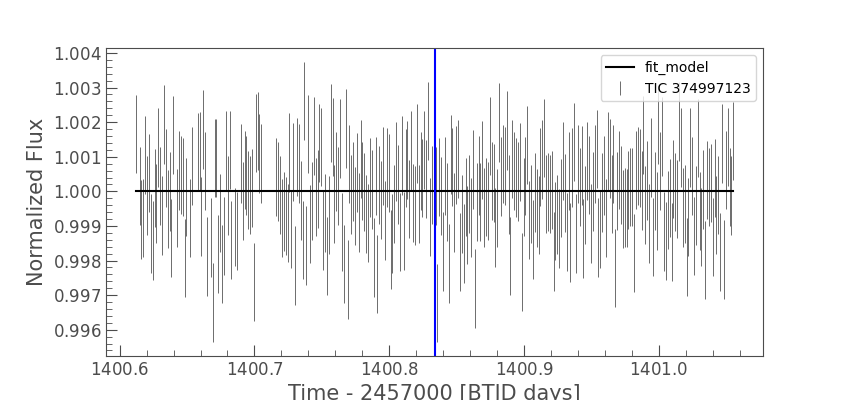 1.004
1.003
1.002
1.001
1.000
0.999
0.998
0.997
0.996
Normalized Flux
fit_model
TIC 374997123
1400.6 1400.7 1400.8 1400.9 1401.0
Time - 2457000 [BTJD days]